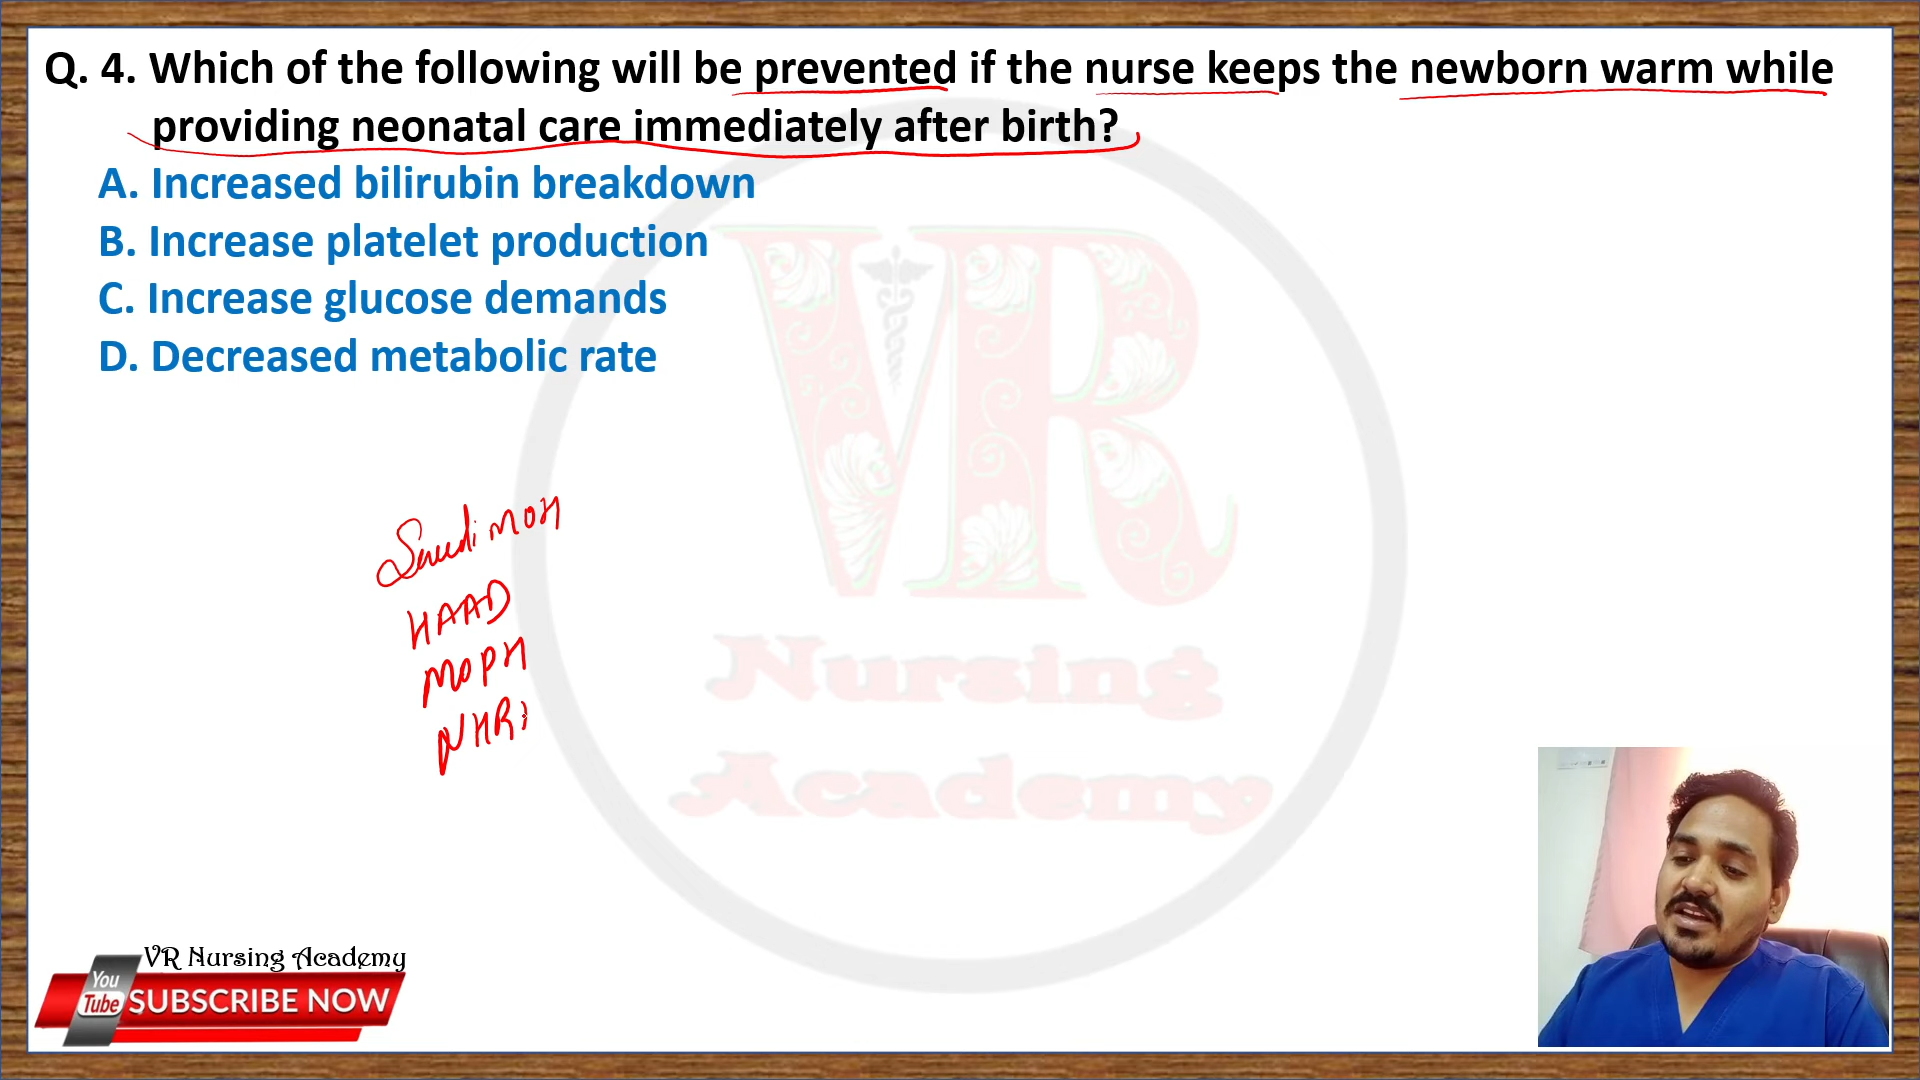 Q. 4. Which of the following will be prevented if the nurse keeps the newborn warm while
providing neonatal care immediately after birth?
A. Increased bilirubin breakdown
B. Increase platelet production
C. Increase glucose demands
D. Decreased metabolic rate
VR
Saudi MOH
HAAD
MOPH
NHR
Nursing
Academy
VR Nursing Academy
You
Tube SUBSCRIBE NOW